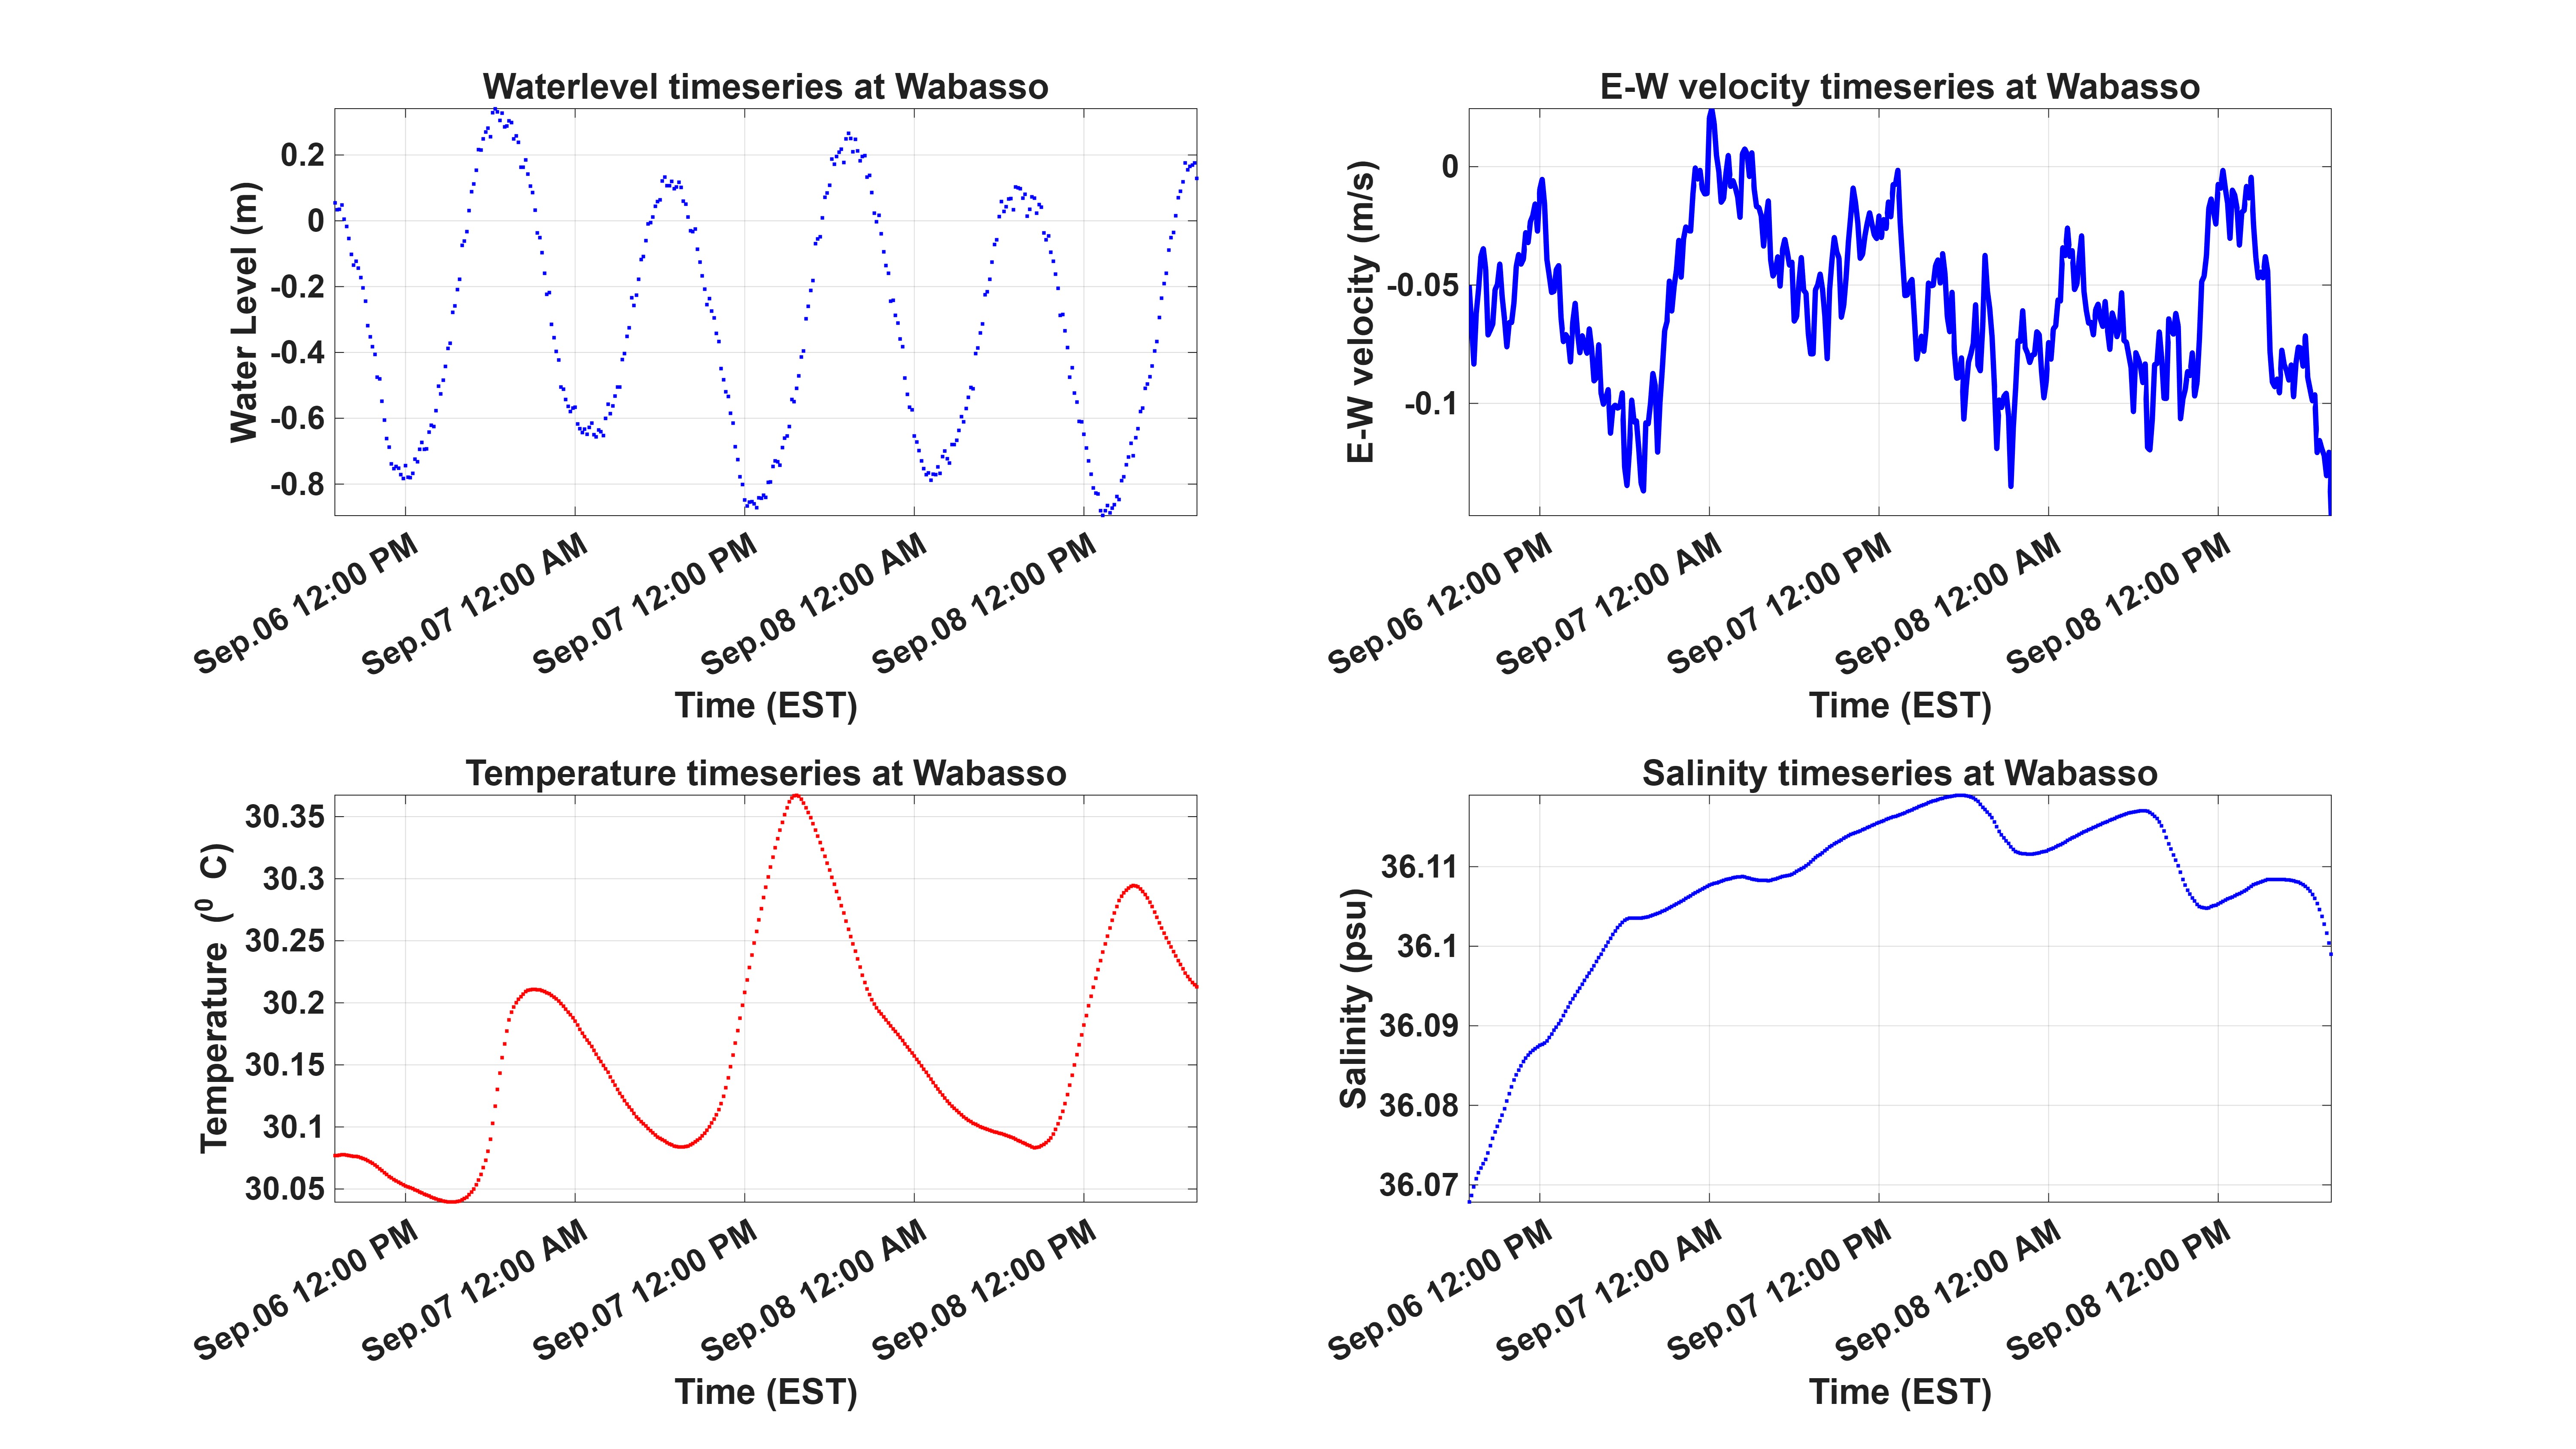 Waterlevel timeseries at Wabasso
Water Level (m)
0.2
0
-0.2
-0.4
-0.6
-0.8
Sep.06 12:00 PM
Sep.07 12:00 AM
Sep.07 12:00 PM
Sep.08 12:00 AM
Sep.08 12:00 PM
Time (EST)
E-W velocity timeseries at Wabasso
E-W velocity (m/s)
0
-0.05
-0.1
Sep.06 12:00 PM
Sep.07 12:00 AM
Sep.07 12:00 PM
Sep.08 12:00 AM
Sep.08 12:00 PM
Time (EST)
Temperature timeseries at Wabasso
Temperature (⁰ C)
30.35
30.3
30.25
30.2
30.15
30.1
30.05
Sep.06 12:00 PM
Sep.07 12:00 AM
Sep.07 12:00 PM
Sep.08 12:00 AM
Sep.08 12:00 PM
Time (EST)
Salinity timeseries at Wabasso
Salinity (psu)
36.11
36.1
36.09
36.08
36.07
Sep.06 12:00 PM
Sep.07 12:00 AM
Sep.07 12:00 PM
Sep.08 12:00 AM
Sep.08 12:00 PM
Time (EST)